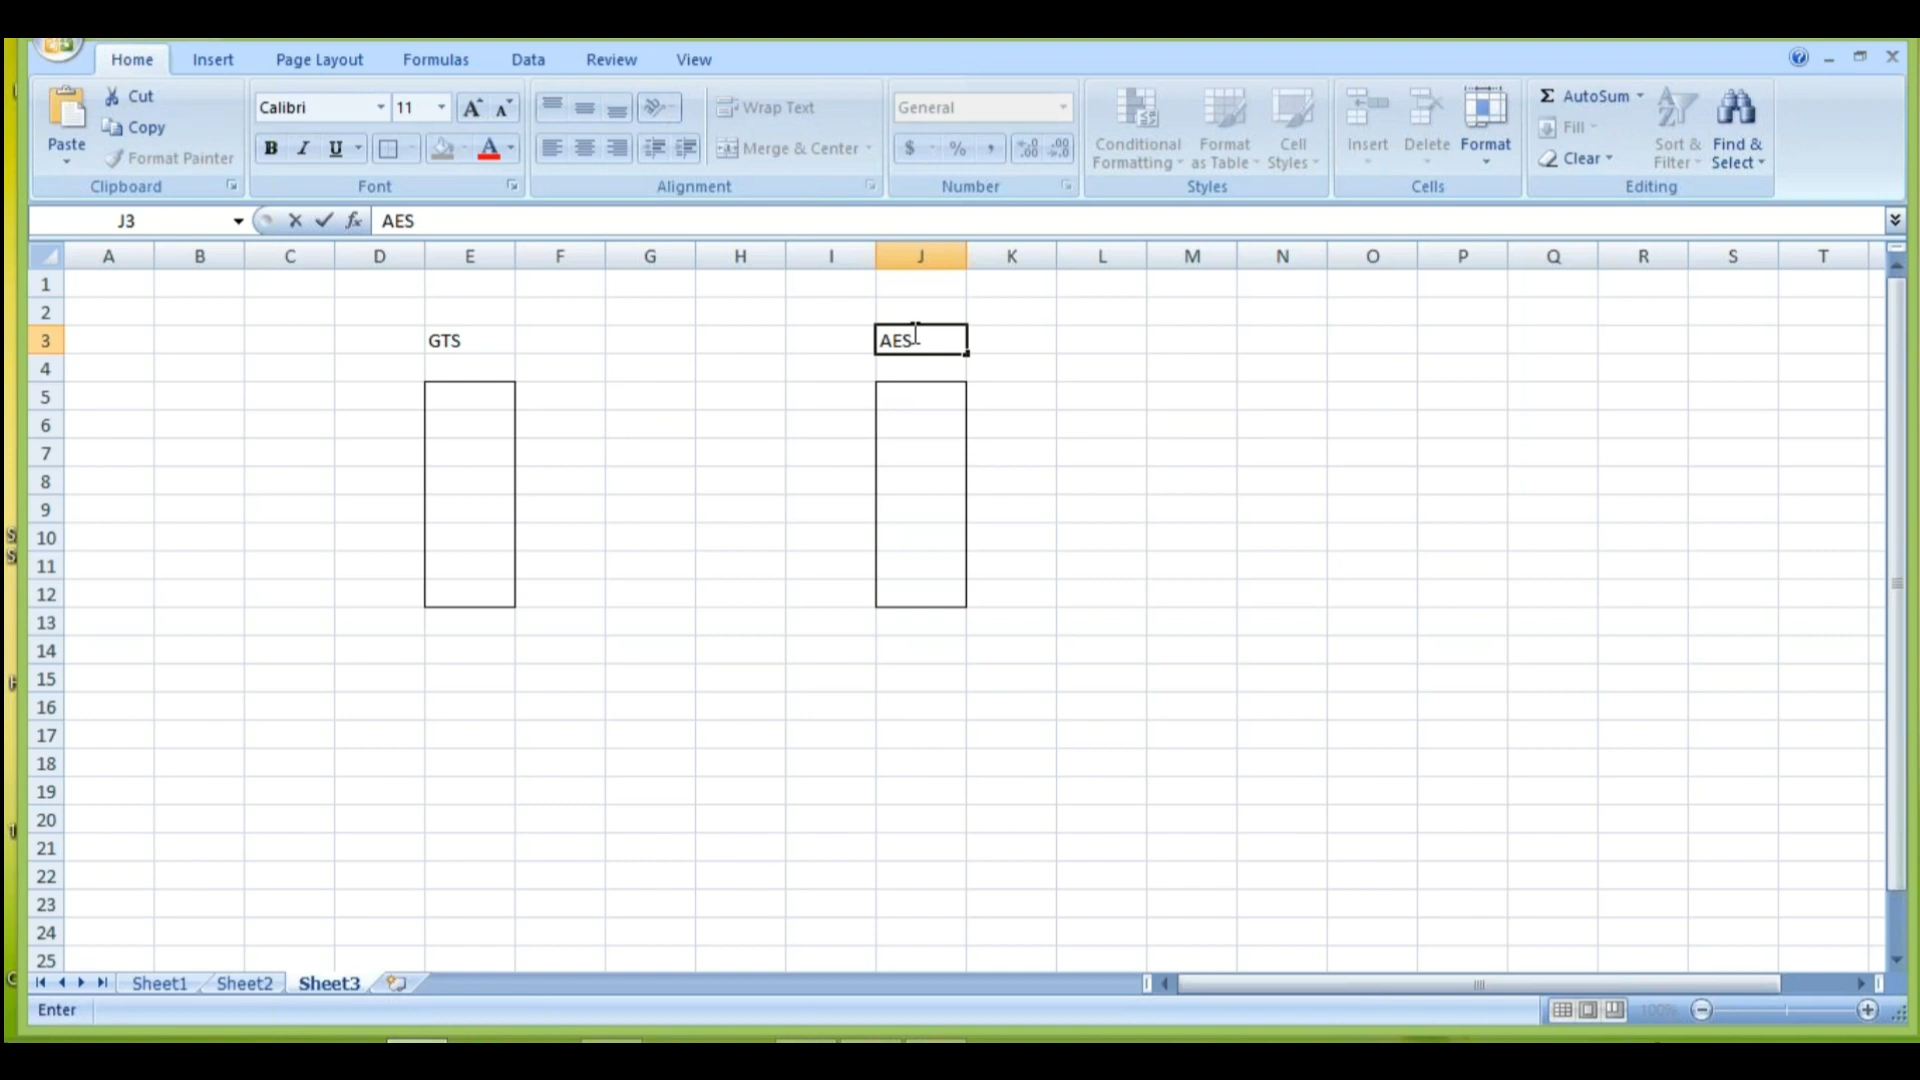 Home Insert Page Layout Formulas Data Review View
Cut
Copy
Format Painter
Paste
Clipboard
Calibri 11 A A
B I U A
Font
Wrap Text
Merge & Center
Alignment
General
$ % ,
Number
Conditional Formatting
Format as Table
Cell Styles
Styles
Insert Delete Format
Cells
Σ AutoSum
Fill
Clear
Sort & Filter
Find & Select
Editing
J3 fx AES
A B C D E F G H I J K L M N O P Q R S T
1
2
3 GTS AES
4
5
6
7
8
9
10
11
12
13
14
15
16
17
18
19
20
21
22
23
24
25
Sheet1 Sheet2 Sheet3
Enter 100%